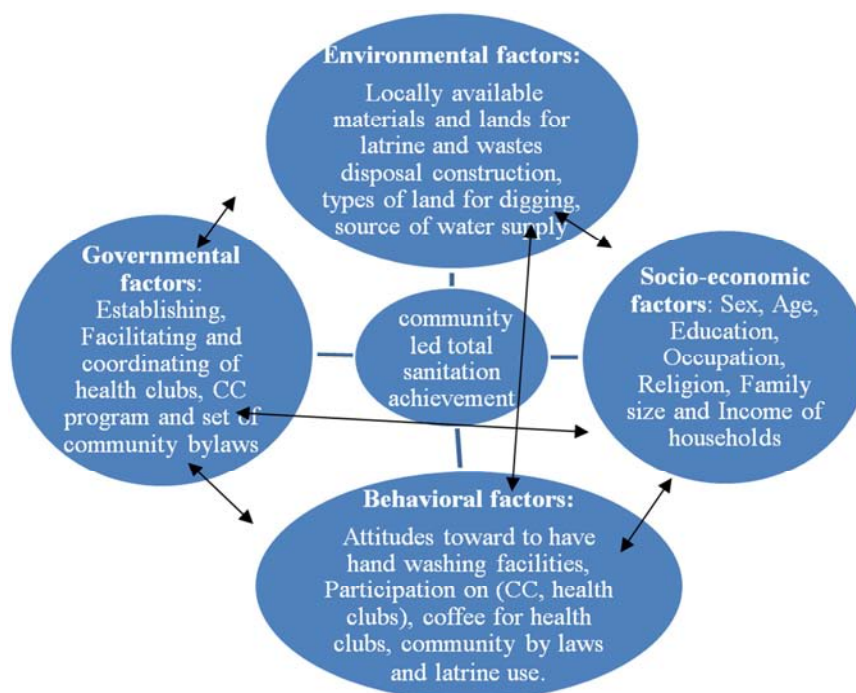 Environmental factors:
Locally available
materials and lands for
latrine and wastes
disposal construction,
types of land for digging,
source of water supply
Governmental
factors:
Establishing,
Facilitating and
coordinating of
health clubs, CC
program and set of
community bylaws
community
led total
sanitation
achievement
Socio-economic
factors: Sex, Age,
Education,
Occupation,
Religion, Family
size and Income of
households
Behavioral factors:
Attitudes toward to have
hand washing facilities,
Participation on (CC, health
clubs), coffee for health
clubs, community by laws
and latrine use.